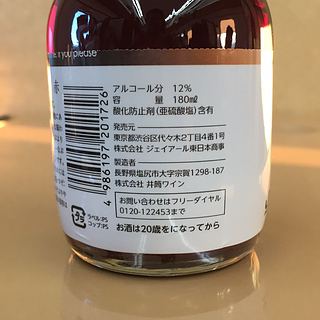 if you please
赤
アルコール分 12%
容 量 180mℓ
酸化防止剤(亜硫酸塩)含有
発売元
東京都渋谷区代々木2丁目4番1号
株式会社 ジェイアール東日本商事
製造者
長野県塩尻市大字宗賀1298-187
株式会社 井筒ワイン
お問い合わせはフリーダイヤル
0120-122453まで
4986197201726
ラベル:PS
コップ:PS
お酒は20歳をになってから